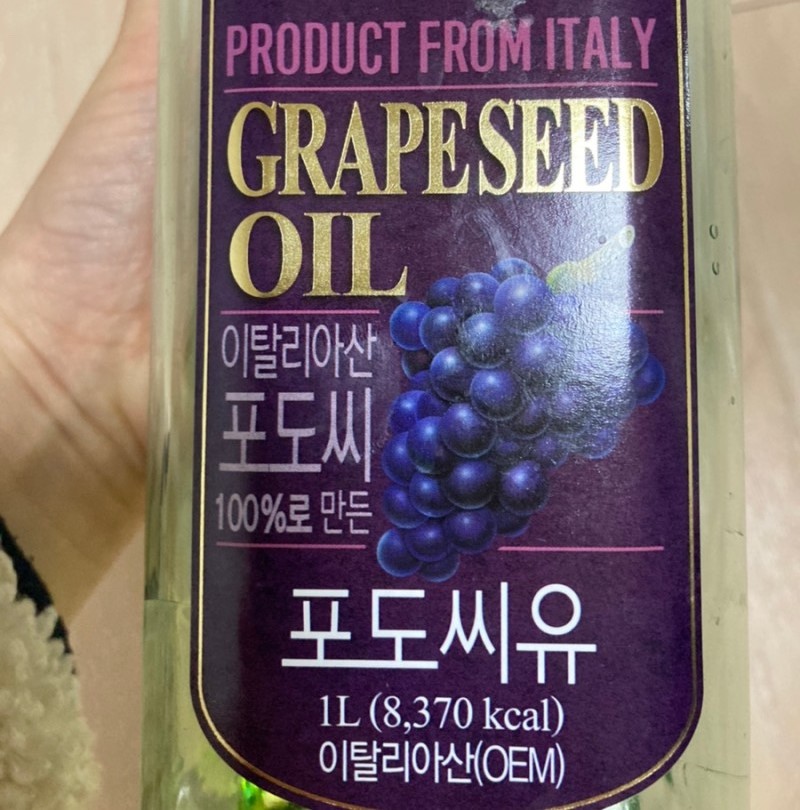 PRODUCT FROM ITALY
GRAPE SEED
OIL
이탈리아산
포도씨
100%로 만든
포도씨유
1L (8,370 kcal)
이탈리아산(OEM)